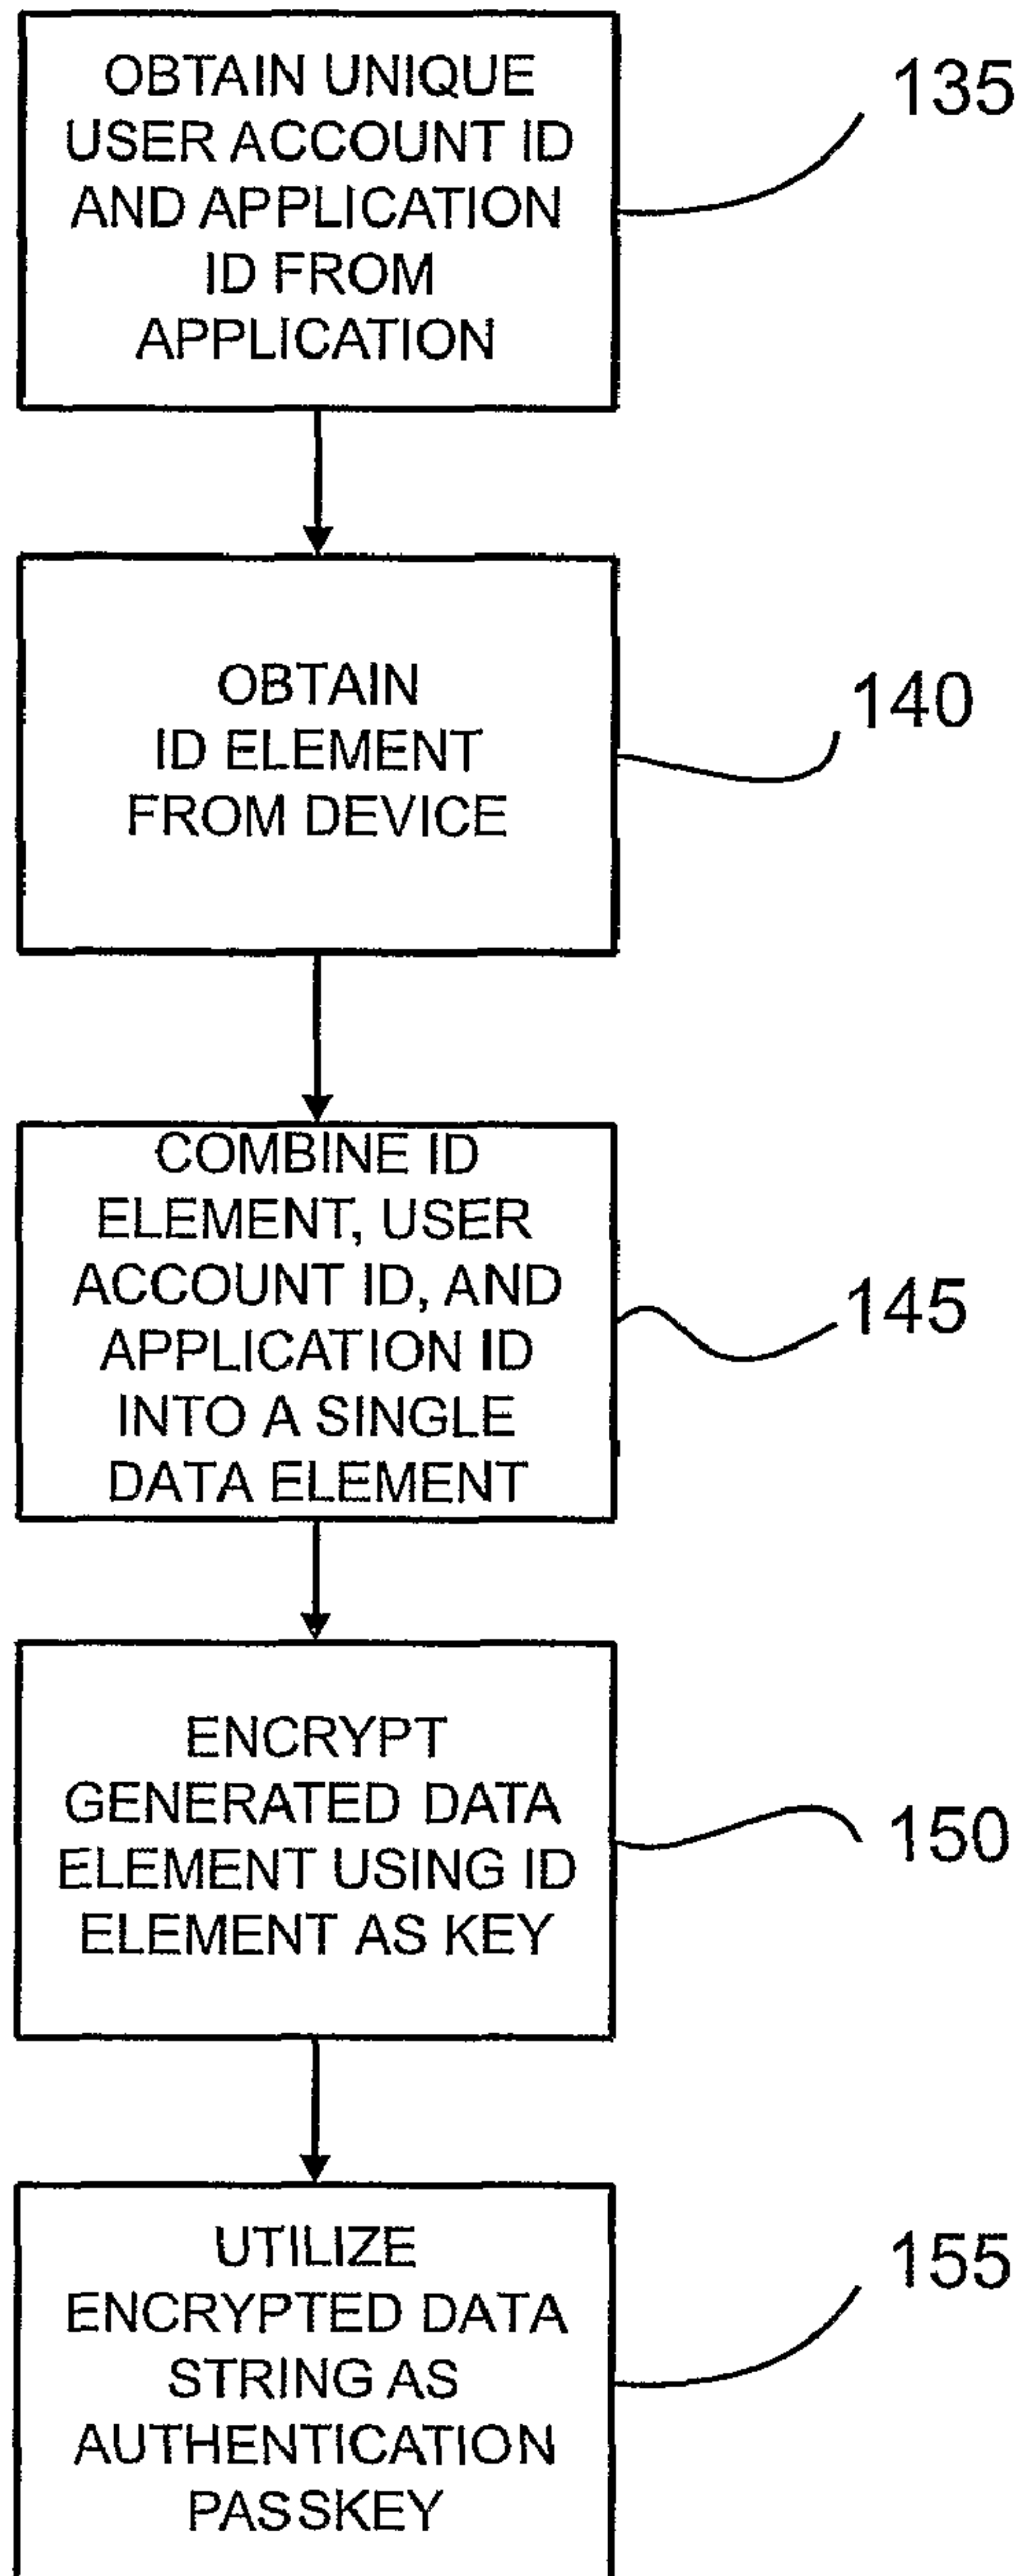 OBTAIN UNIQUE
USER ACCOUNT ID
AND APPLICATION
ID FROM
APPLICATION
135
OBTAIN
ID ELEMENT
FROM DEVICE
140
COMBINE ID
ELEMENT, USER
ACCOUNT ID, AND
APPLICATION ID
INTO A SINGLE
DATA ELEMENT
145
ENCRYPT
GENERATED DATA
ELEMENT USING ID
ELEMENT AS KEY
150
UTILIZE
ENCRYPTED DATA
STRING AS
AUTHENTICATION
PASSKEY
155